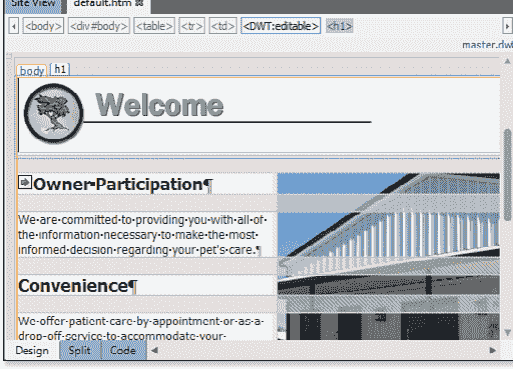 Site View default.htm
<body> <div#body> <table> <tr> <td> <DWT:editable> <h1>
master.dwt
body h1
Welcome
Owner·Participation¶
We·are·committed·to·providing·you·with·all·of·
the·information·necessary·to·make·the·most·
informed·decision·regarding·your·pet's·care.¶
Convenience¶
We·offer·patient·care·by·appointment·or·as·a·
drop-off·service·to·accommodate·your·
Design Split Code